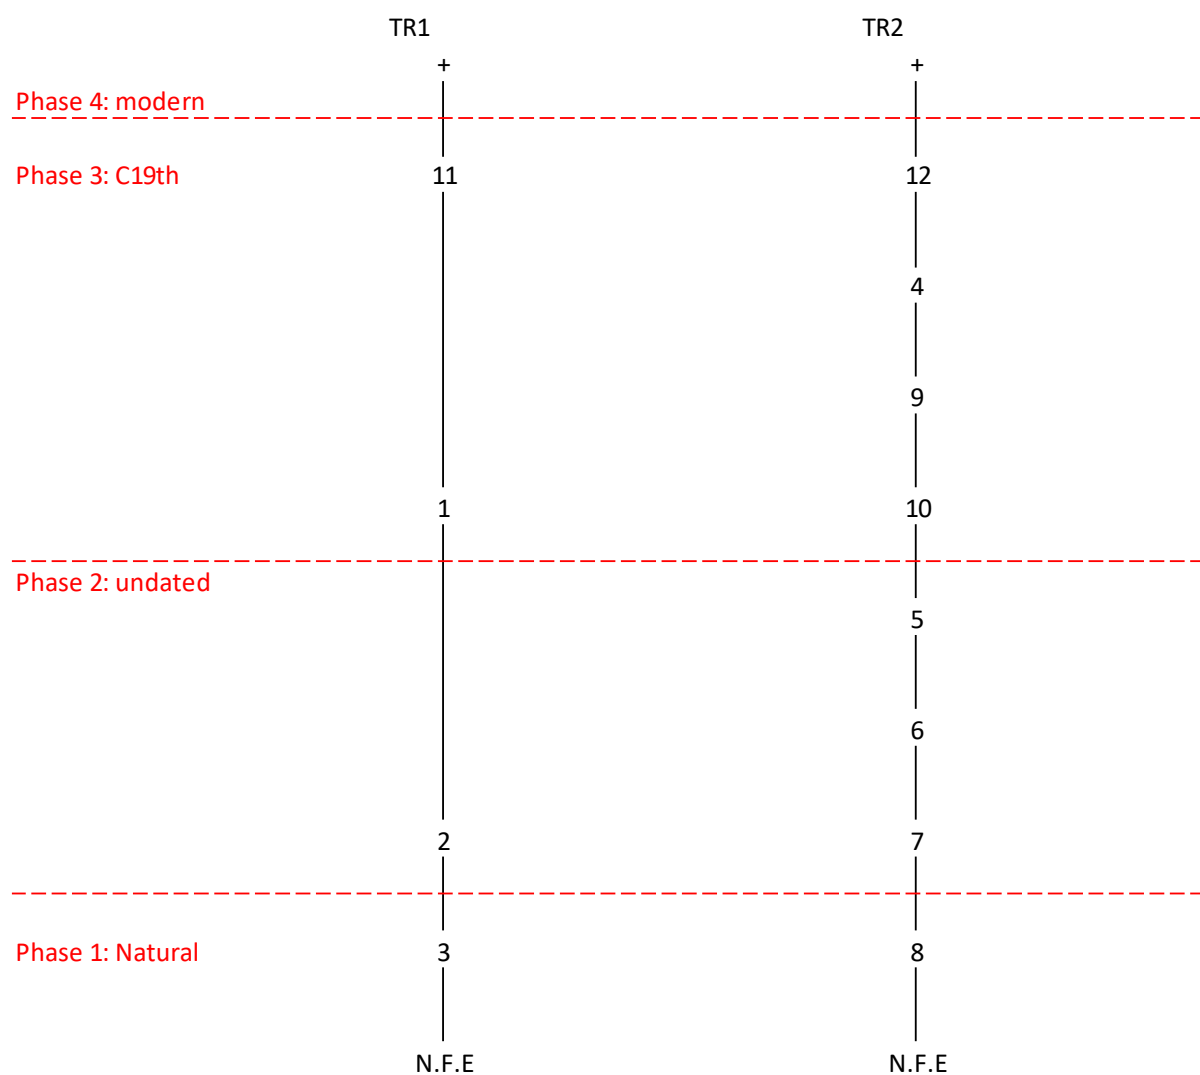 TR1 TR2
+ +
Phase 4: modern
Phase 3: C19th 11 12
4
9
1 10
Phase 2: undated
5
6
2 7
Phase 1: Natural 3 8
N.F.E N.F.E